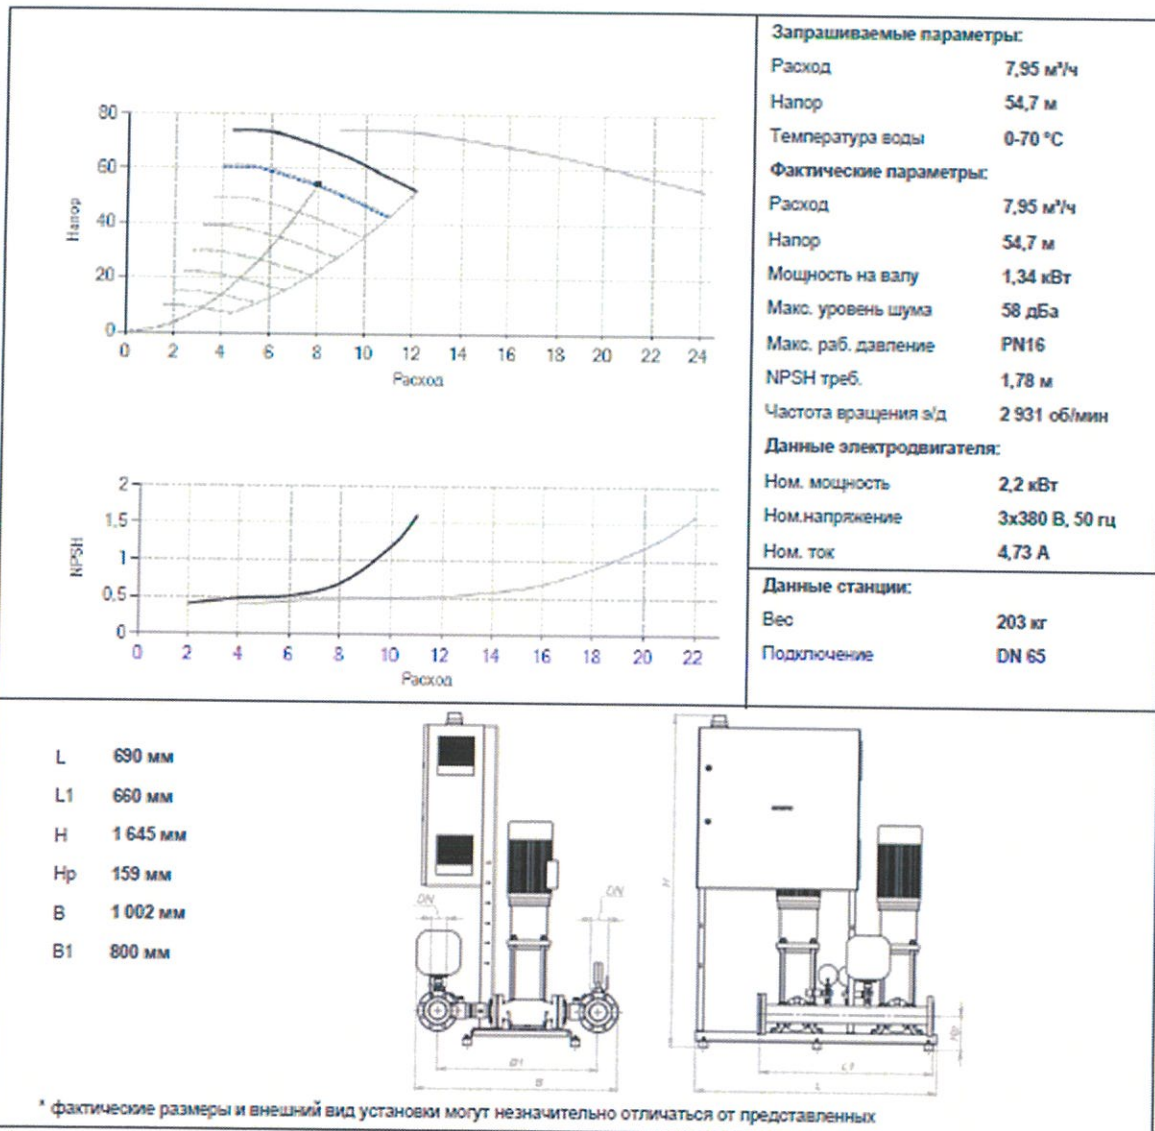 80
60
40
20
0
Напор
0 2 4 6 8 10 12 14 16 18 20 22 24
Расход
2
1,5
1
0,5
0
NPSH
0 2 4 6 8 10 12 14 16 18 20 22
Расход
Запрашиваемые параметры:
Расход 7,95 м³/ч
Напор 54,7 м
Температура воды 0-70 °C
Фактические параметры:
Расход 7,95 м³/ч
Напор 54,7 м
Мощность на валу 1,34 кВт
Макс. уровень шума 58 дБа
Макс. раб. давление PN16
NPSH треб. 1,78 м
Частота вращения э/д 2 931 об/мин
Данные электродвигателя:
Ном. мощность 2,2 кВт
Ном.напряжение 3x380 В, 50 гц
Ном. ток 4,73 А
Данные станции:
Вес 203 кг
Подключение DN 65
L 690 мм
L1 660 мм
H 1 645 мм
Hp 159 мм
B 1 002 мм
B1 800 мм
DN
DN
B1
B
H
Hp
L1
L
* фактические размеры и внешний вид установки могут незначительно отличаться от представленных